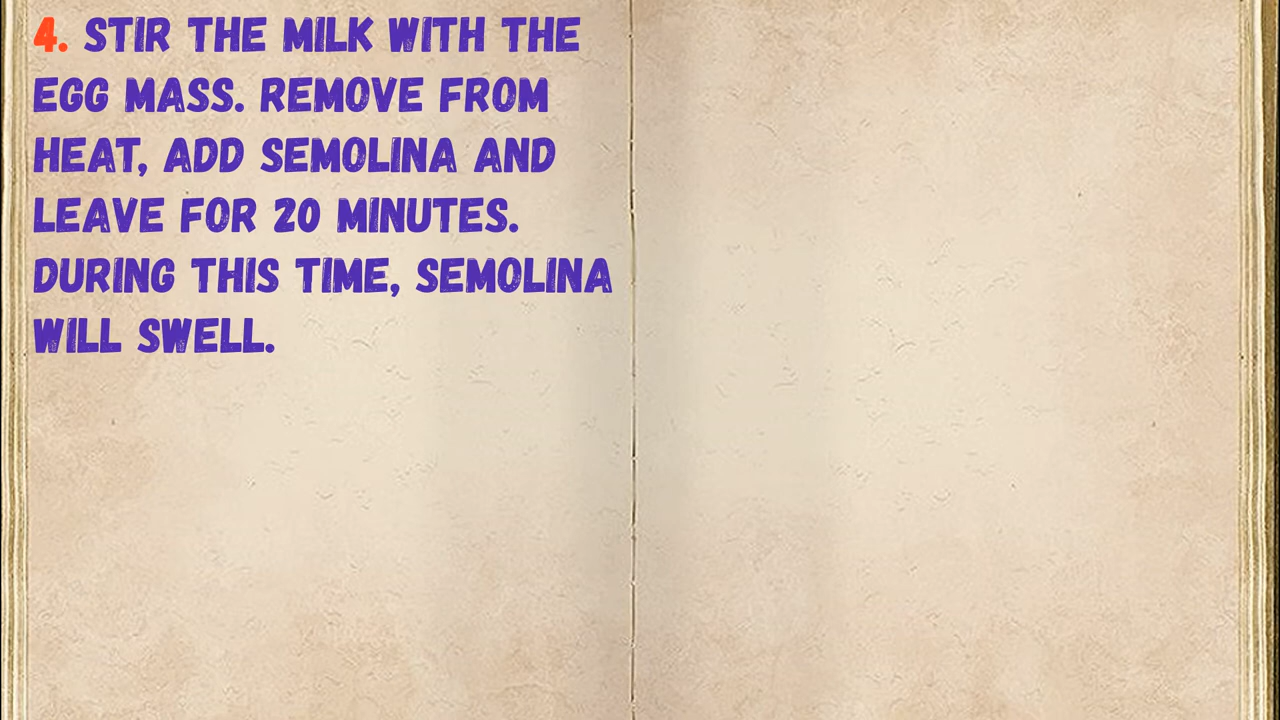 4. STIR THE MILK WITH THE
EGG MASS. REMOVE FROM
HEAT, ADD SEMOLINA AND
LEAVE FOR 20 MINUTES.
DURING THIS TIME, SEMOLINA
WILL SWELL.